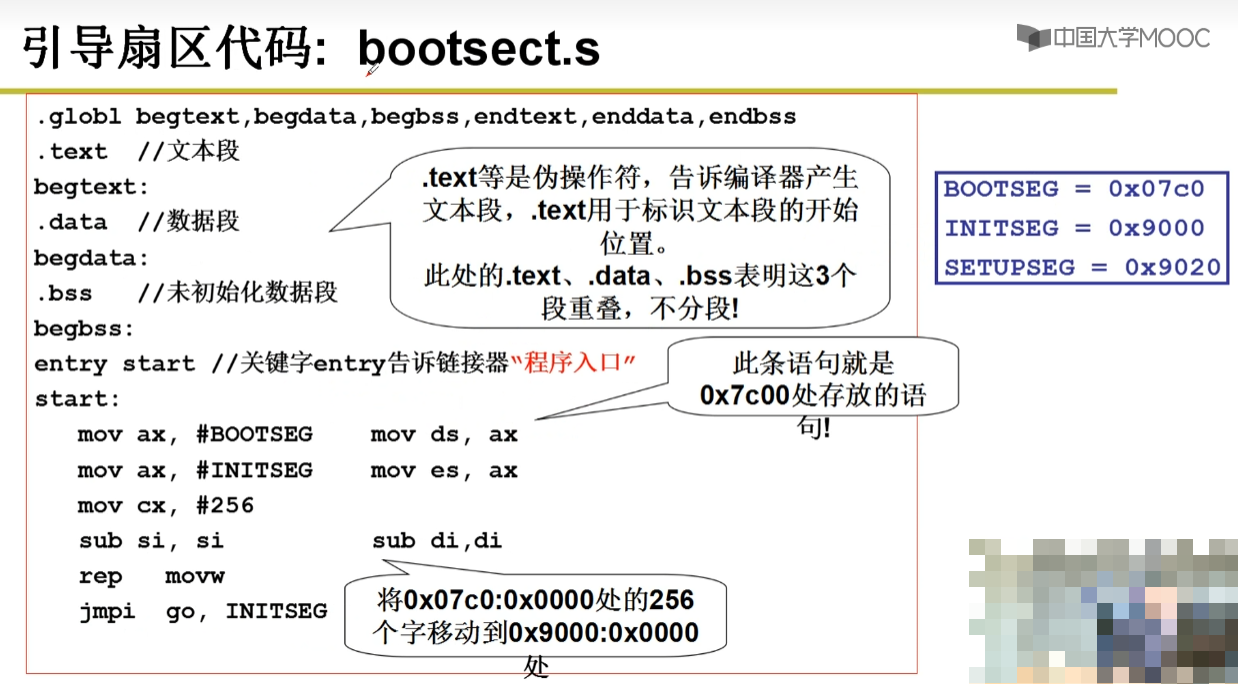 引导扇区代码: bootsect.s
中国大学MOOC
.globl begtext,begdata,begbss,endtext,enddata,endbss
.text //文本段
begtext:
.data //数据段
begdata:
.bss //未初始化数据段
begbss:
entry start //关键字entry告诉链接器“程序入口”
start:
mov ax, #BOOTSEG mov ds, ax
mov ax, #INITSEG mov es, ax
mov cx, #256
sub si, si sub di,di
rep movw
jmpi go, INITSEG
.text等是伪操作符，告诉编译器产生
文本段，.text用于标识文本段的开始
位置。
此处的.text、.data、.bss表明这3个
段重叠，不分段!
此条语句就是
0x7c00处存放的语
句!
将0x07c0:0x0000处的256
个字移动到0x9000:0x0000
处
BOOTSEG = 0x07c0
INITSEG = 0x9000
SETUPSEG = 0x9020